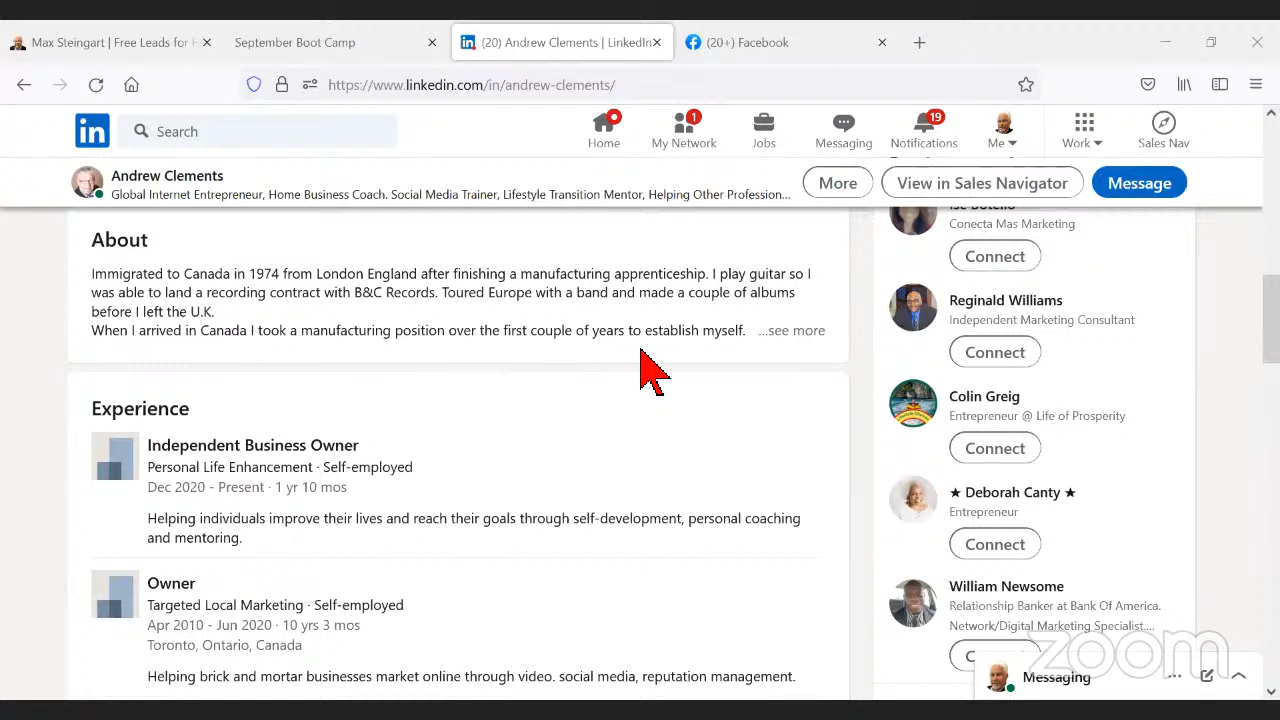 Max Steingart | Free Leads for
September Boot Camp
(20) Andrew Clements | LinkedIn
(20+) Facebook
https://www.linkedin.com/in/andrew-clements/
in
Search
Home
1
My Network
Jobs
Messaging
19
Notifications
Me
Work
Sales Nav
Andrew Clements
Global Internet Entrepreneur, Home Business Coach. Social Media Trainer, Lifestyle Transition Mentor, Helping Other Profession...
More
View in Sales Navigator
Message
About
Immigrated to Canada in 1974 from London England after finishing a manufacturing apprenticeship. I play guitar so I
was able to land a recording contract with B&C Records. Toured Europe with a band and made a couple of albums
before I left the U.K.
When I arrived in Canada I took a manufacturing position over the first couple of years to establish myself. ...see more
Experience
Independent Business Owner
Personal Life Enhancement · Self-employed
Dec 2020 - Present · 1 yr 10 mos
Helping individuals improve their lives and reach their goals through self-development, personal coaching
and mentoring.
Owner
Targeted Local Marketing · Self-employed
Apr 2010 - Jun 2020 · 10 yrs 3 mos
Toronto, Ontario, Canada
Helping brick and mortar businesses market online through video. social media, reputation management.
Conecta Mas Marketing
Connect
Reginald Williams
Independent Marketing Consultant
Connect
Colin Greig
Entrepreneur @ Life of Prosperity
Connect
★ Deborah Canty ★
Entrepreneur
Connect
William Newsome
Relationship Banker at Bank Of America.
Network/Digital Marketing Specialist....
zoom
Messaging